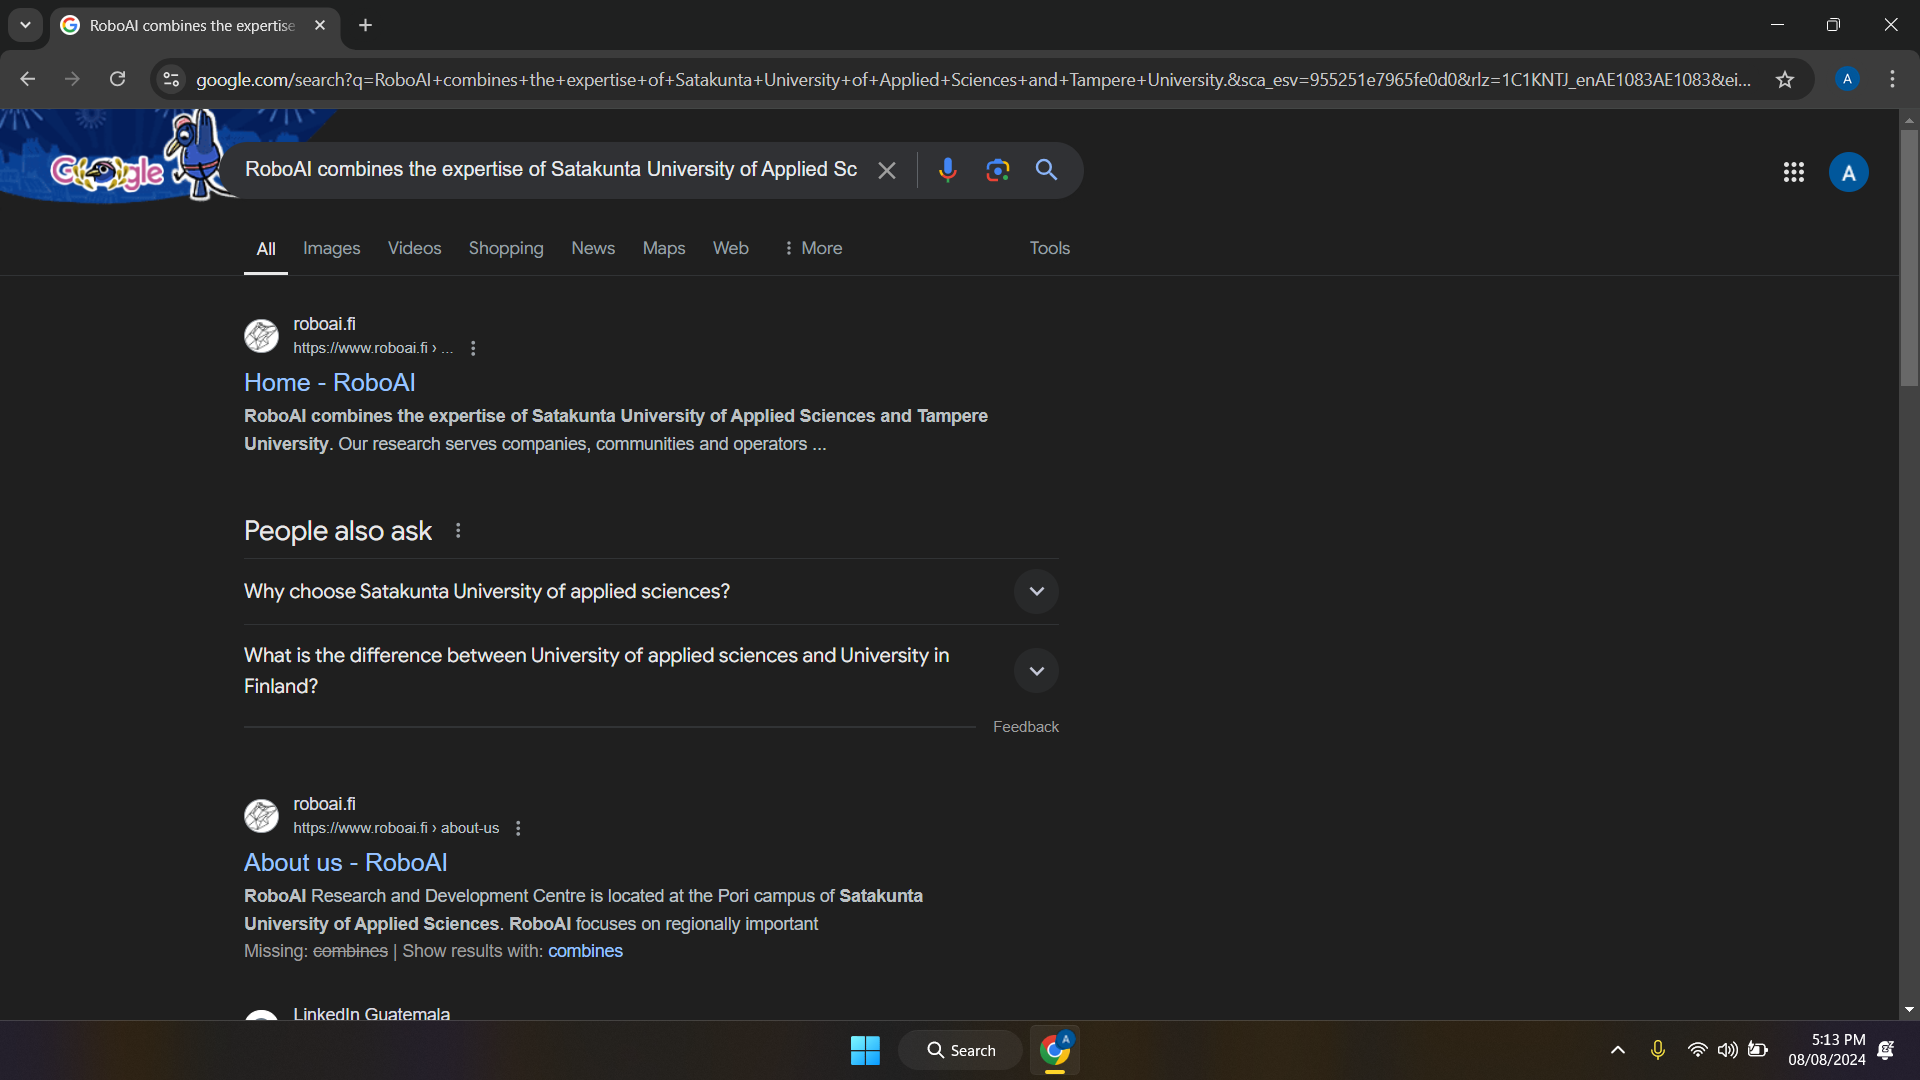 RoboAI combines the expertise
google.com/search?q=RoboAI+combines+the+expertise+of+Satakunta+University+of+Applied+Sciences+and+Tampere+University.&sca_esv=955251e7965fe0d0&rlz=1C1KNTJ_enAE1083AE1083&ei...
A
Google
RoboAI combines the expertise of Satakunta University of Applied Sc
A
All
Images
Videos
Shopping
News
Maps
Web
More
Tools
roboai.fi
https://www.roboai.fi › ...
Home - RoboAI
RoboAI combines the expertise of Satakunta University of Applied Sciences and Tampere
University. Our research serves companies, communities and operators ...
People also ask
Why choose Satakunta University of applied sciences?
What is the difference between University of applied sciences and University in
Finland?
Feedback
roboai.fi
https://www.roboai.fi › about-us
About us - RoboAI
RoboAI Research and Development Centre is located at the Pori campus of Satakunta
University of Applied Sciences. RoboAI focuses on regionally important
Missing: combines | Show results with: combines
LinkedIn Guatemala
Search
A
5:13 PM
08/08/2024